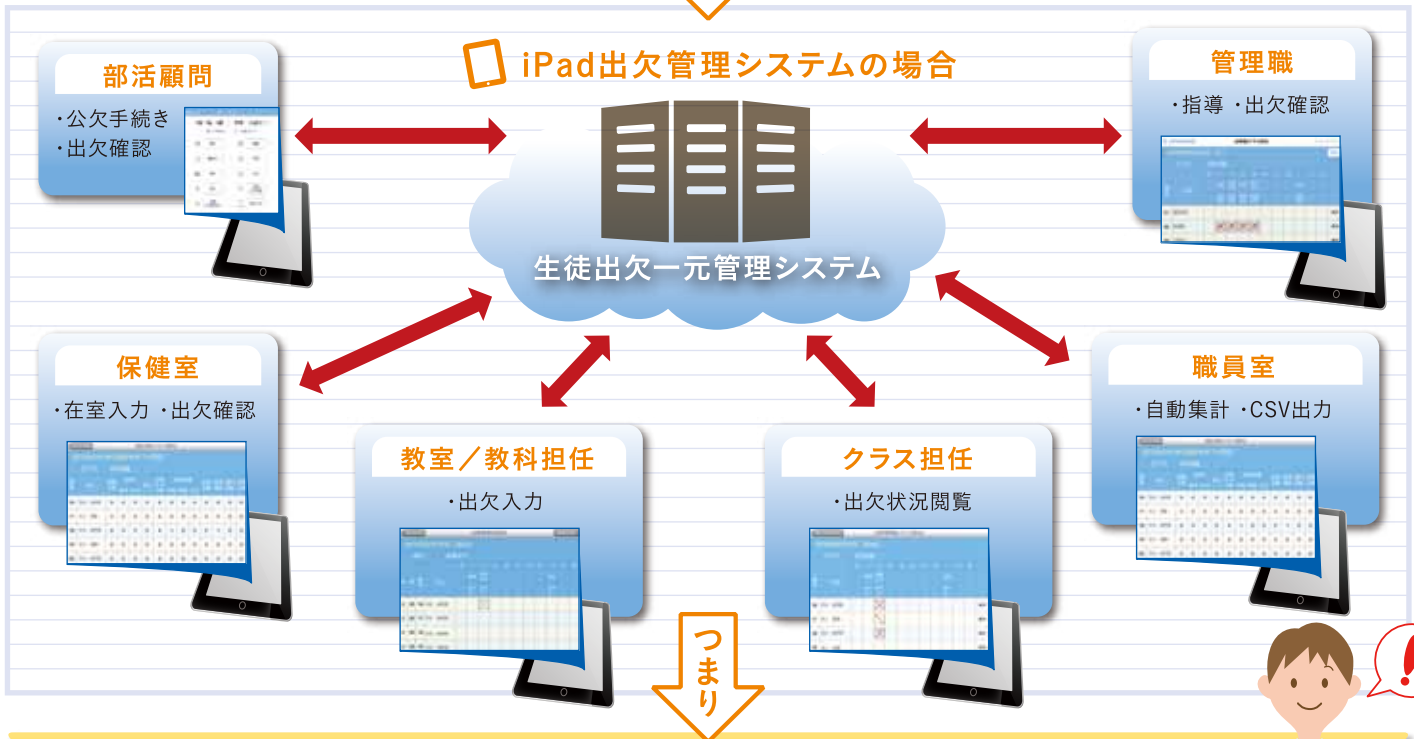 iPad出欠管理システムの場合
部活顧問
・公欠手続き
・出欠確認
管理職
・指導 ・出欠確認
生徒出欠一元管理システム
保健室
・在室入力 ・出欠確認
職員室
・自動集計 ・CSV出力
教室／教科担任
・出欠入力
クラス担任
・出欠状況閲覧
つまり